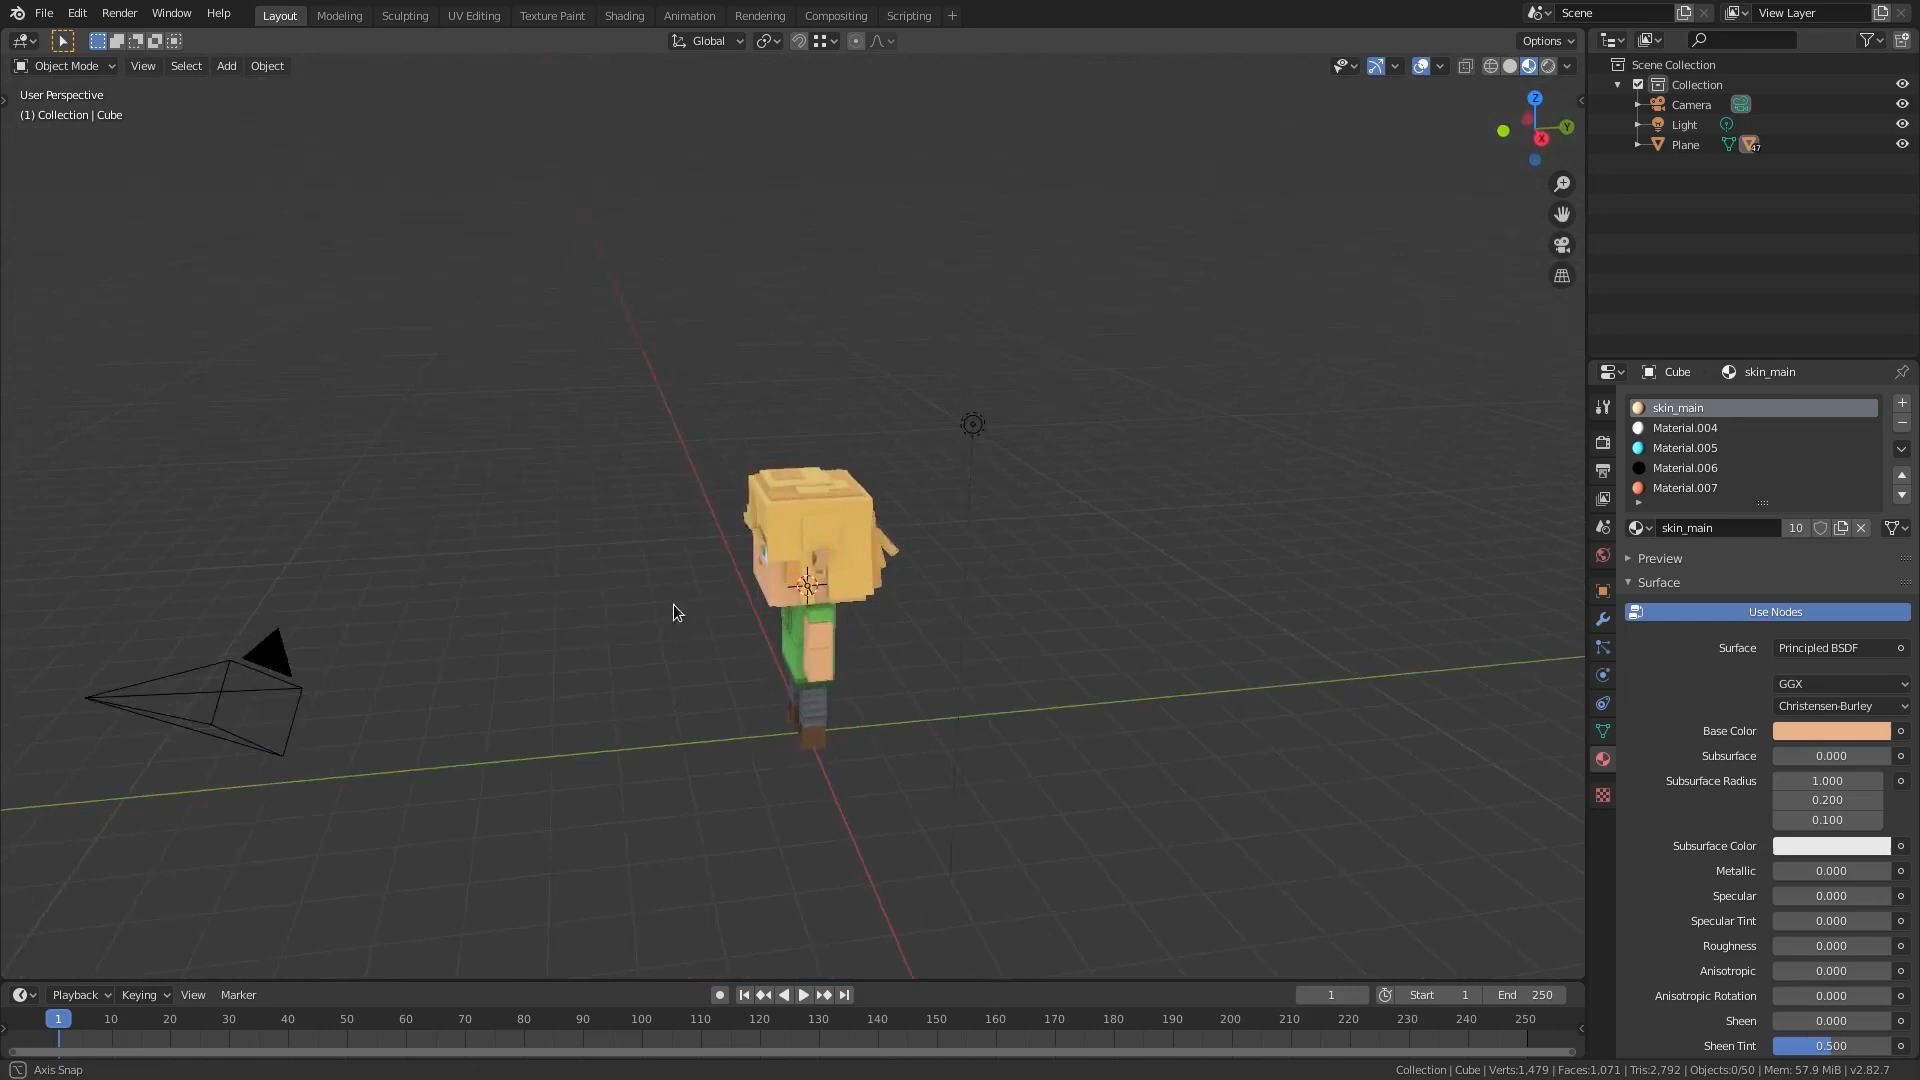 File Edit Render Window Help Layout Modeling Sculpting UV Editing Texture Paint Shading Animation Rendering Compositing Scripting + Scene View Layer
Global Options
Object Mode View Select Add Object
User Perspective
(1) Collection | Cube
Z
Y
X
Scene Collection
Collection
Camera
Light
Plane 47
Cube skin_main
skin_main
Material.004
Material.005
Material.006
Material.007
skin_main 10
Preview
Surface
Use Nodes
Surface Principled BSDF
GGX
Christensen-Burley
Base Color
Subsurface 0.000
Subsurface Radius 1.000
0.200
0.100
Subsurface Color
Metallic 0.000
Specular 0.000
Specular Tint 0.000
Roughness 0.000
Anisotropic 0.000
Anisotropic Rotation 0.000
Sheen 0.000
Sheen Tint 0.500
Playback Keying View Marker 1 Start 1 End 250
1 10 20 30 40 50 60 70 80 90 100 110 120 130 140 150 160 170 180 190 200 210 220 230 240 250
Axis Snap Collection | Cube | Verts:1,479 | Faces:1,071 | Tris:2,792 | Objects:0/50 | Mem: 57.9 MiB | v2.82.7